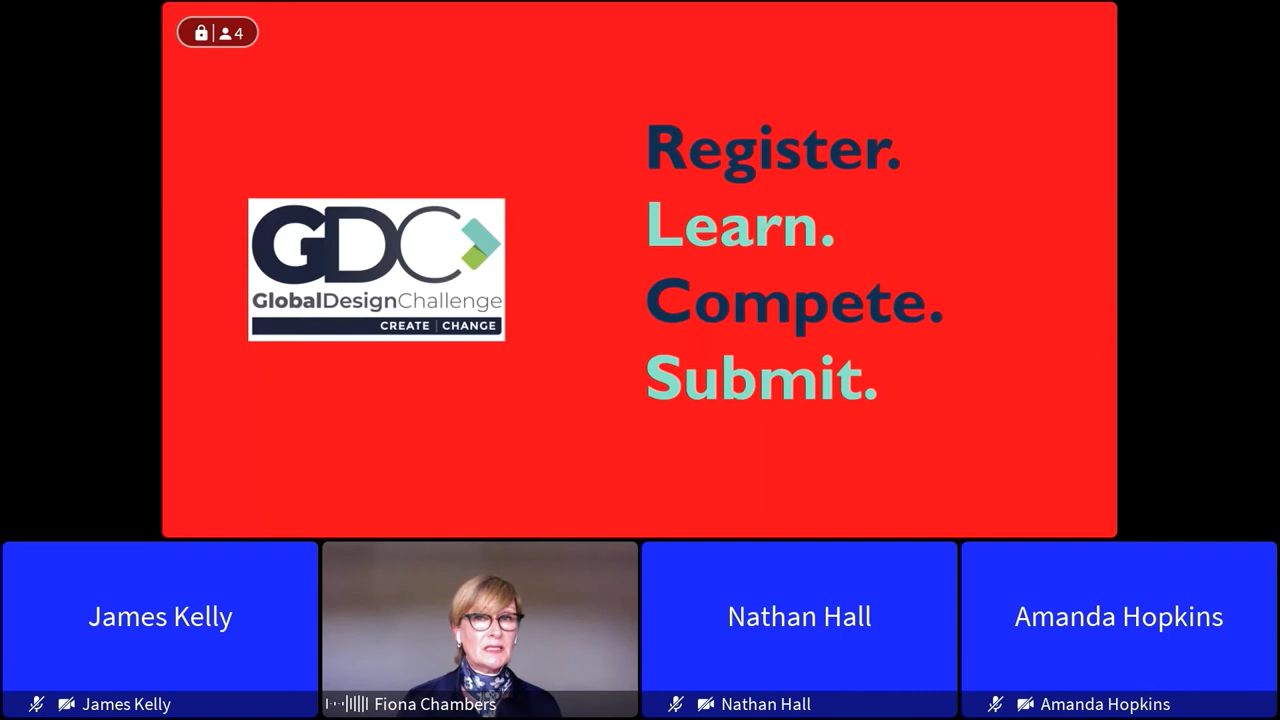 4
Register.
Learn.
Compete.
Submit.
GDC
GlobalDesignChallenge
CREATE | CHANGE
James Kelly
Nathan Hall
Amanda Hopkins
James Kelly
Fiona Chambers
Nathan Hall
Amanda Hopkins